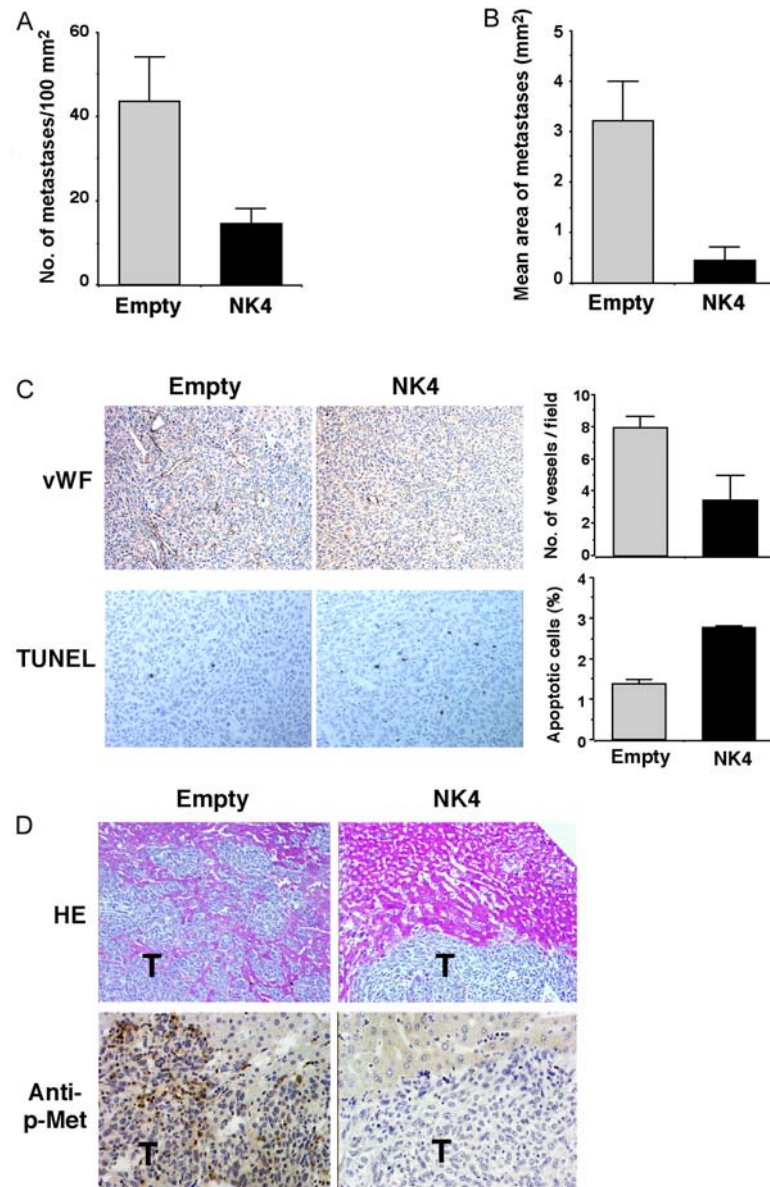 A
No. of metastases/100 mm²
60
40
20
0
Empty NK4
B
Mean area of metastases (mm²)
5
4
3
2
1
0
Empty NK4
C
Empty NK4
vWF
No. of vessels / field
10
8
6
4
2
0
TUNEL
Apoptotic cells (%)
4
3
2
1
0
Empty NK4
D
Empty NK4
HE
T T
Anti-
p-Met
T T